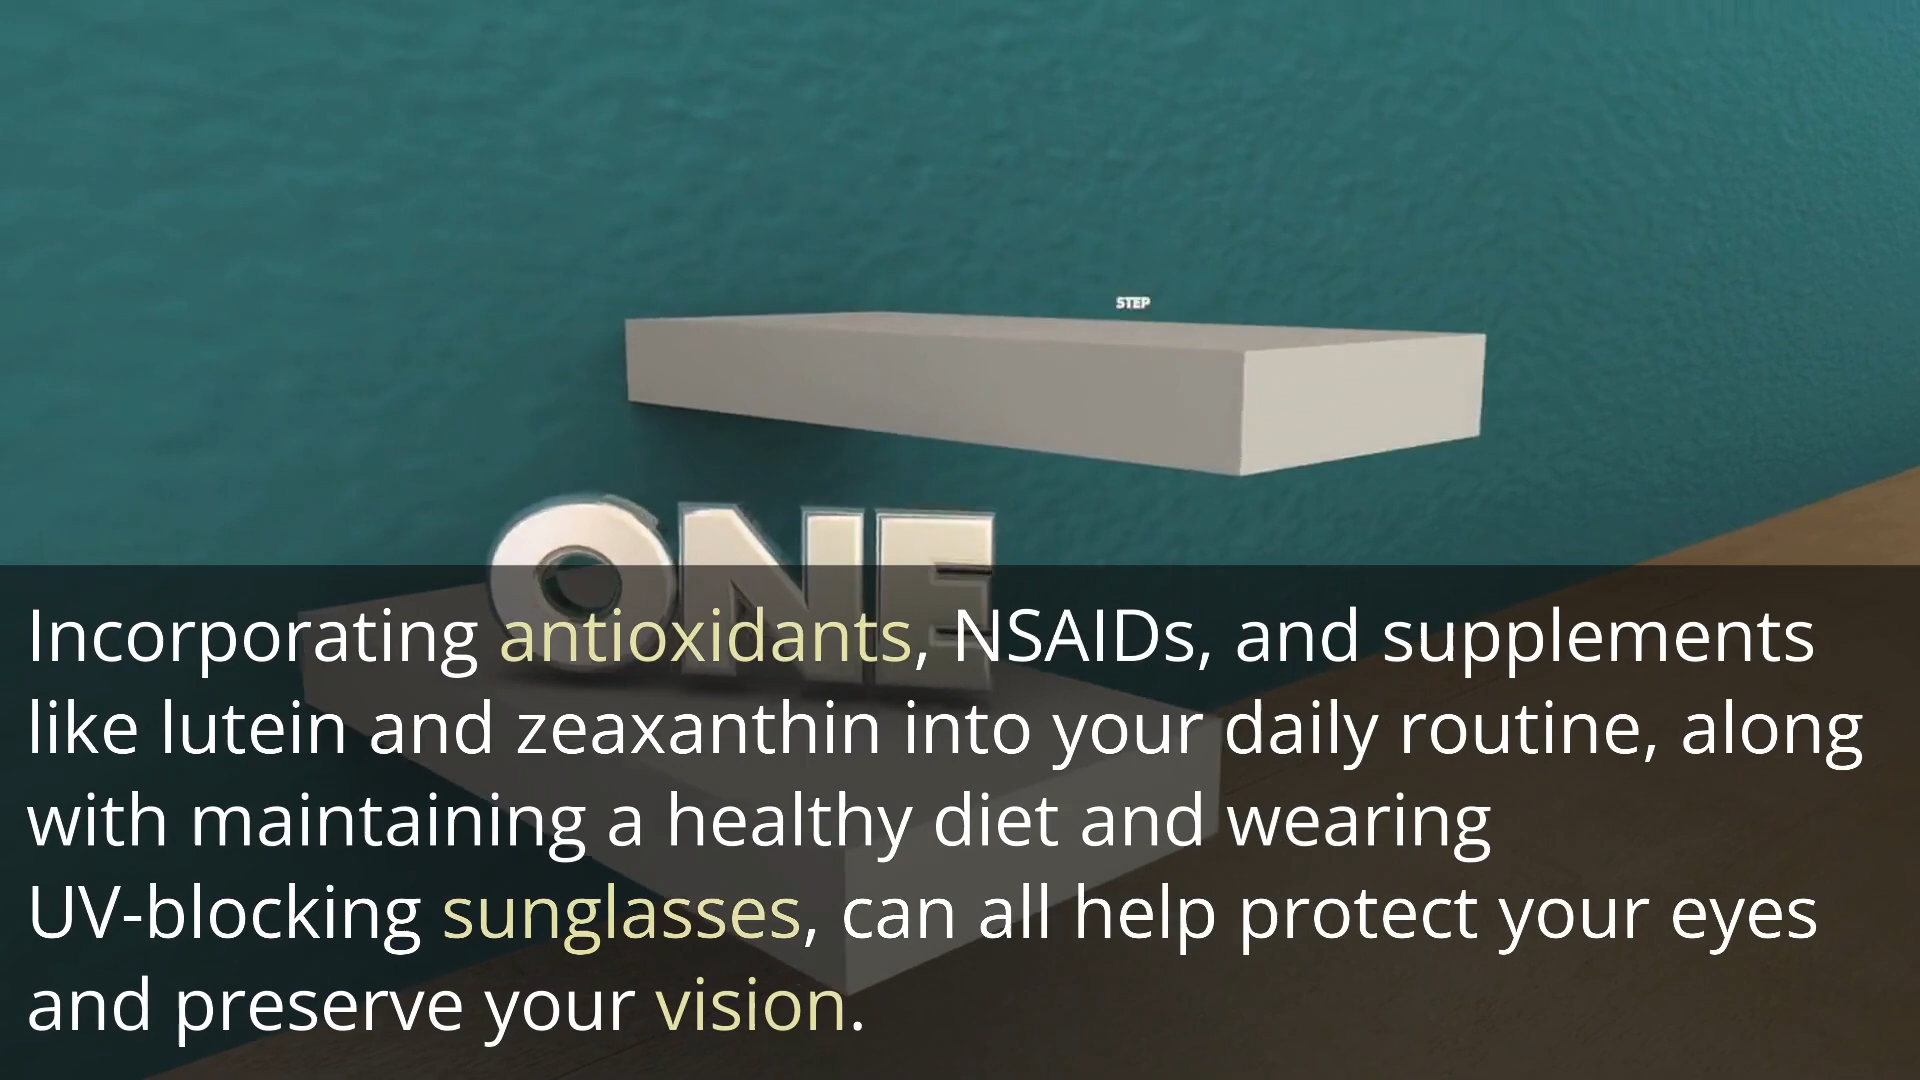 STEP
ONE
Incorporating antioxidants, NSAIDs, and supplements
like lutein and zeaxanthin into your daily routine, along
with maintaining a healthy diet and wearing
UV-blocking sunglasses, can all help protect your eyes
and preserve your vision.